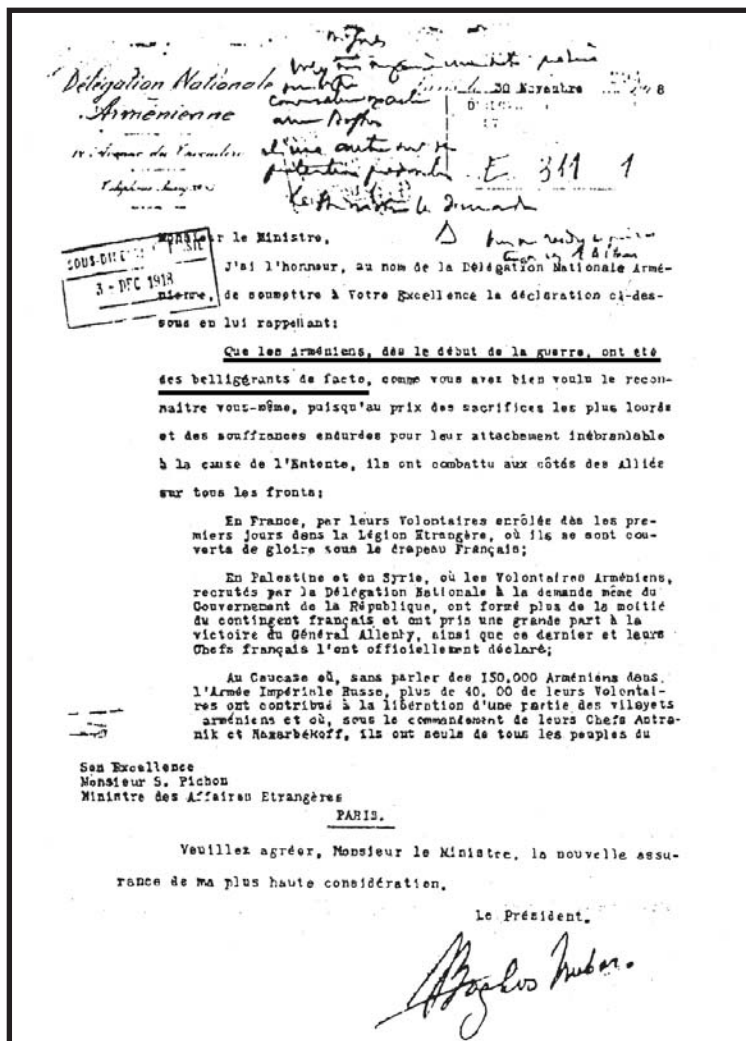 Délégation Nationale
Arménienne
30 Novembre
8
E. 311 1
Le Ministre le demande
Monsieur le Ministre,
3 - DEC 1918
J'ai l'honneur, au nom de la Délégation Nationale Armé-
nienne, de soumettre à Votre Excellence la déclaration ci-des-
sous en lui rappellant:
Que les arméniens, dès le début de la guerre, ont été
des belligérants de facto, comme vous avez bien voulu le recon-
naitre vous-même, puisqu'au prix des sacrifices les plus lourds
et des souffrances endurées pour leur attachement inébranlable
à la cause de l'Entente, ils ont combattu aux côtés des Alliés
sur tous les fronts;
En France, par leurs Volontaires enrôlés dès les pre-
miers jours dans la Légion Etrangère, où ils se sont cou-
verts de gloire sous le drapeau Français;
En Palestine et en Syrie, où les Volontaires Arméniens,
recrutés par la Délégation Nationale à la demande même du
Gouvernement de la République, ont formé plus de la moitié
du contingent français et ont pris une grande part à la
victoire du Général Allenby, ainsi que ce dernier et leurs
Chefs français l'ont officiellement déclaré;
Au Caucase où, sans parler des 150.000 Arméniens dans
l'Armée Impériale Russe, plus de 40. 00 de leurs Volontai-
res ont contribué à la libération d'une partie des vilayets
arméniens et où, sous le commandement de leurs Chefs Antra-
nik et Nazarbékoff, ils ont seuls de tous les peuples du
Son Excellence
Monsieur S. Pichon
Ministre des Affaires Etrangères
PARIS.
Veuillez agréer, Monsieur le Ministre, la nouvelle assu-
rance de ma plus haute considération.
Le Président.
Boghos Nubar.